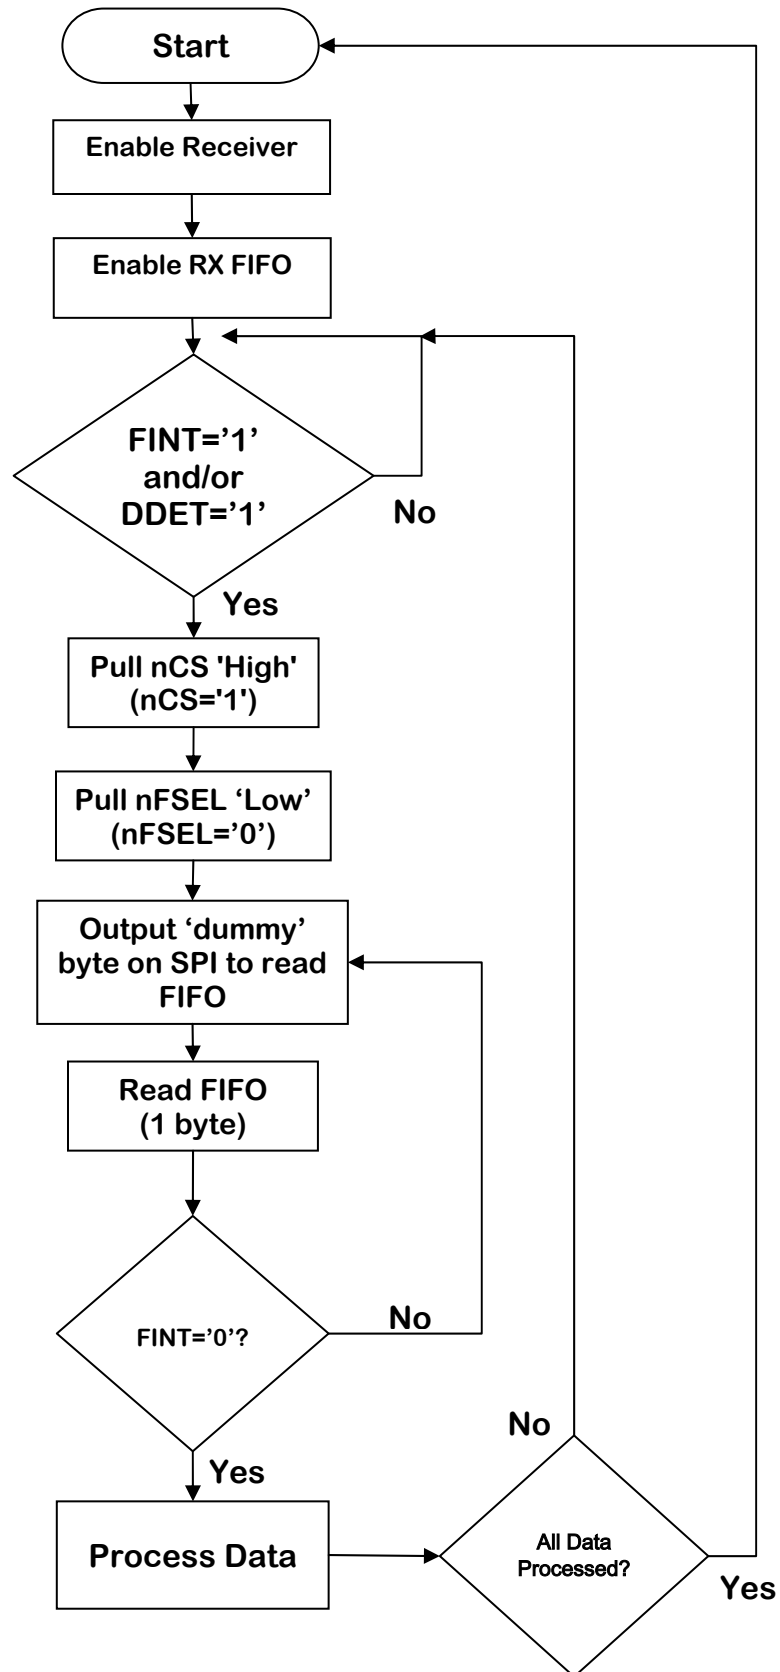 Start
Enable Receiver
Enable RX FIFO
FINT=’1’
and/or
DDET=’1’
No
Yes
Pull nCS 'High'
(nCS='1')
Pull nFSEL ‘Low’
(nFSEL=’0’)
Output ‘dummy’
byte on SPI to read
FIFO
Read FIFO
(1 byte)
FINT=’0’?
No
Yes
Process Data
No
All Data
Processed?
Yes